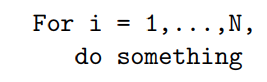 For i = 1,...,N,
do something